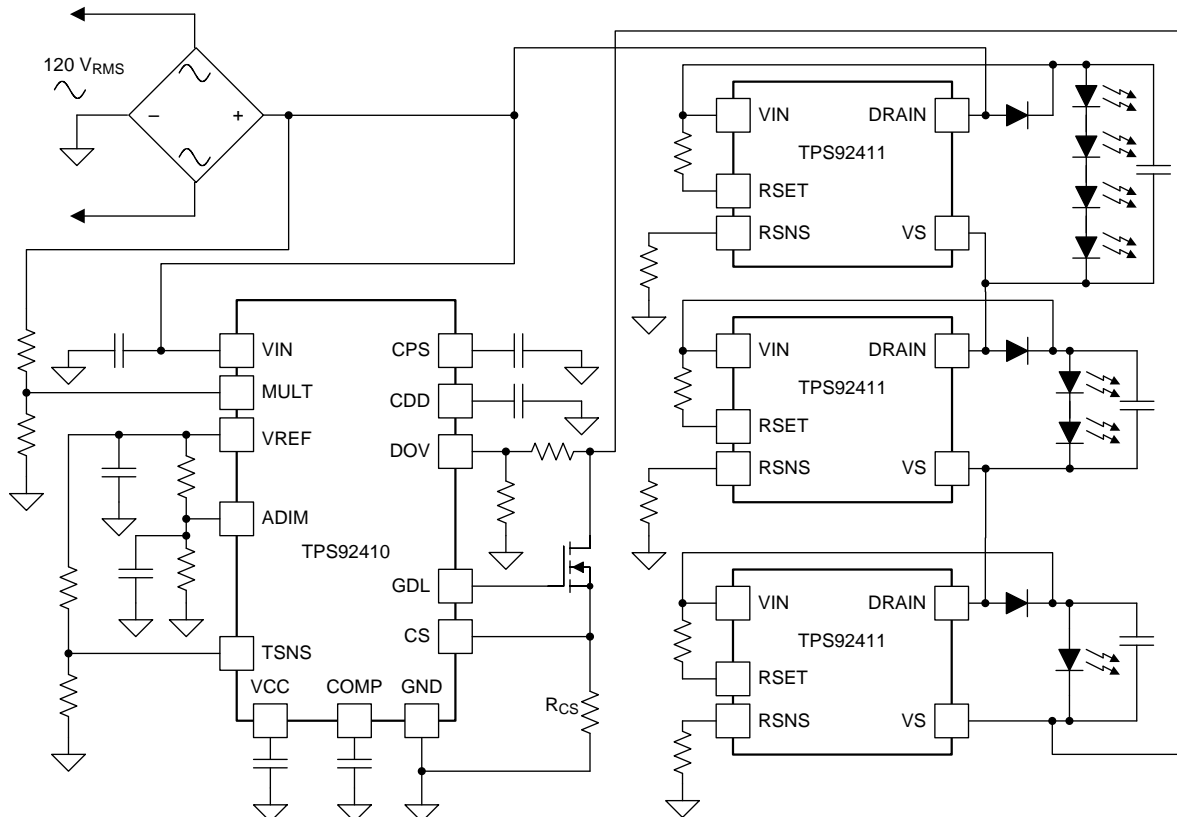 120 VRMS
−
+
VIN
DRAIN
TPS92411
RSET
RSNS
VS
VIN
DRAIN
TPS92411
RSET
RSNS
VS
VIN
DRAIN
TPS92411
RSET
RSNS
VS
VIN
CPS
MULT
CDD
VREF
DOV
ADIM
TPS92410
GDL
CS
TSNS
VCC
COMP
GND
RCS